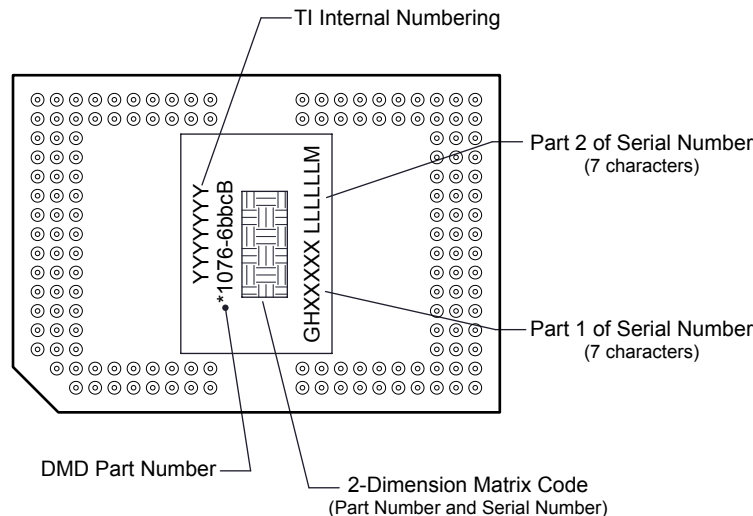 TI Internal Numbering
Part 2 of Serial Number
(7 characters)
YYYYYYY
*1076-6bbcB
GHXXXXX LLLLLLM
Part 1 of Serial Number
(7 characters)
DMD Part Number
2-Dimension Matrix Code
(Part Number and Serial Number)